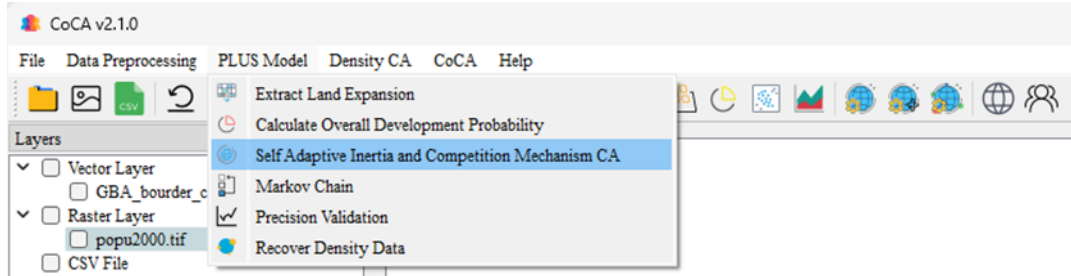 CoCA v2.1.0
File Data Preprocessing PLUS Model Density CA CoCA Help
csv
Extract Land Expansion
Calculate Overall Development Probability
Layers
Self Adaptive Inertia and Competition Mechanism CA
Vector Layer
GBA_bourder_c
Markov Chain
Raster Layer
Precision Validation
popu2000.tif
Recover Density Data
CSV File